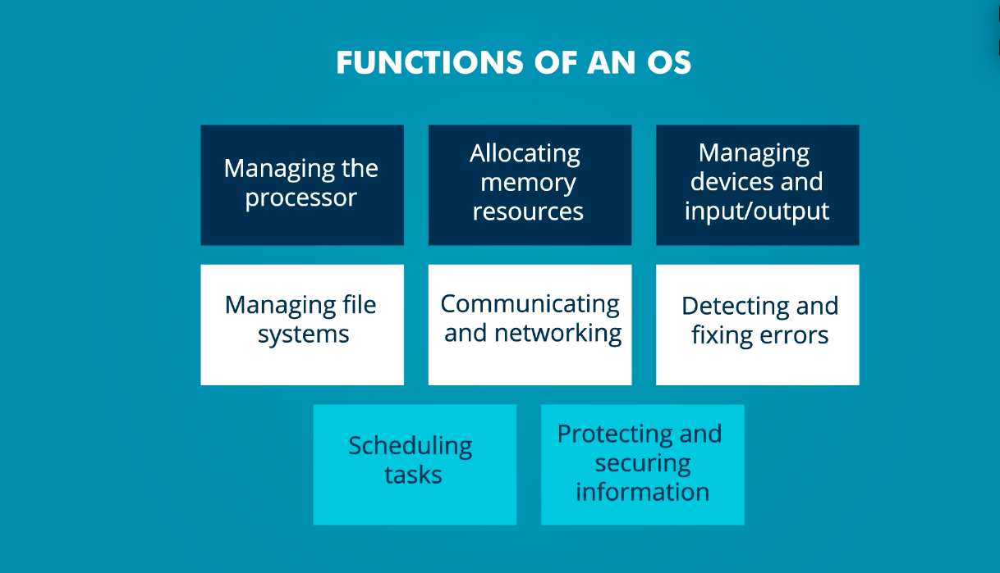 FUNCTIONS OF AN OS
Managing the
processor
Allocating
memory
resources
Managing
devices and
input/output
Managing file
systems
Communicating
and networking
Detecting and
fixing errors
Scheduling
tasks
Protecting and
securing
information